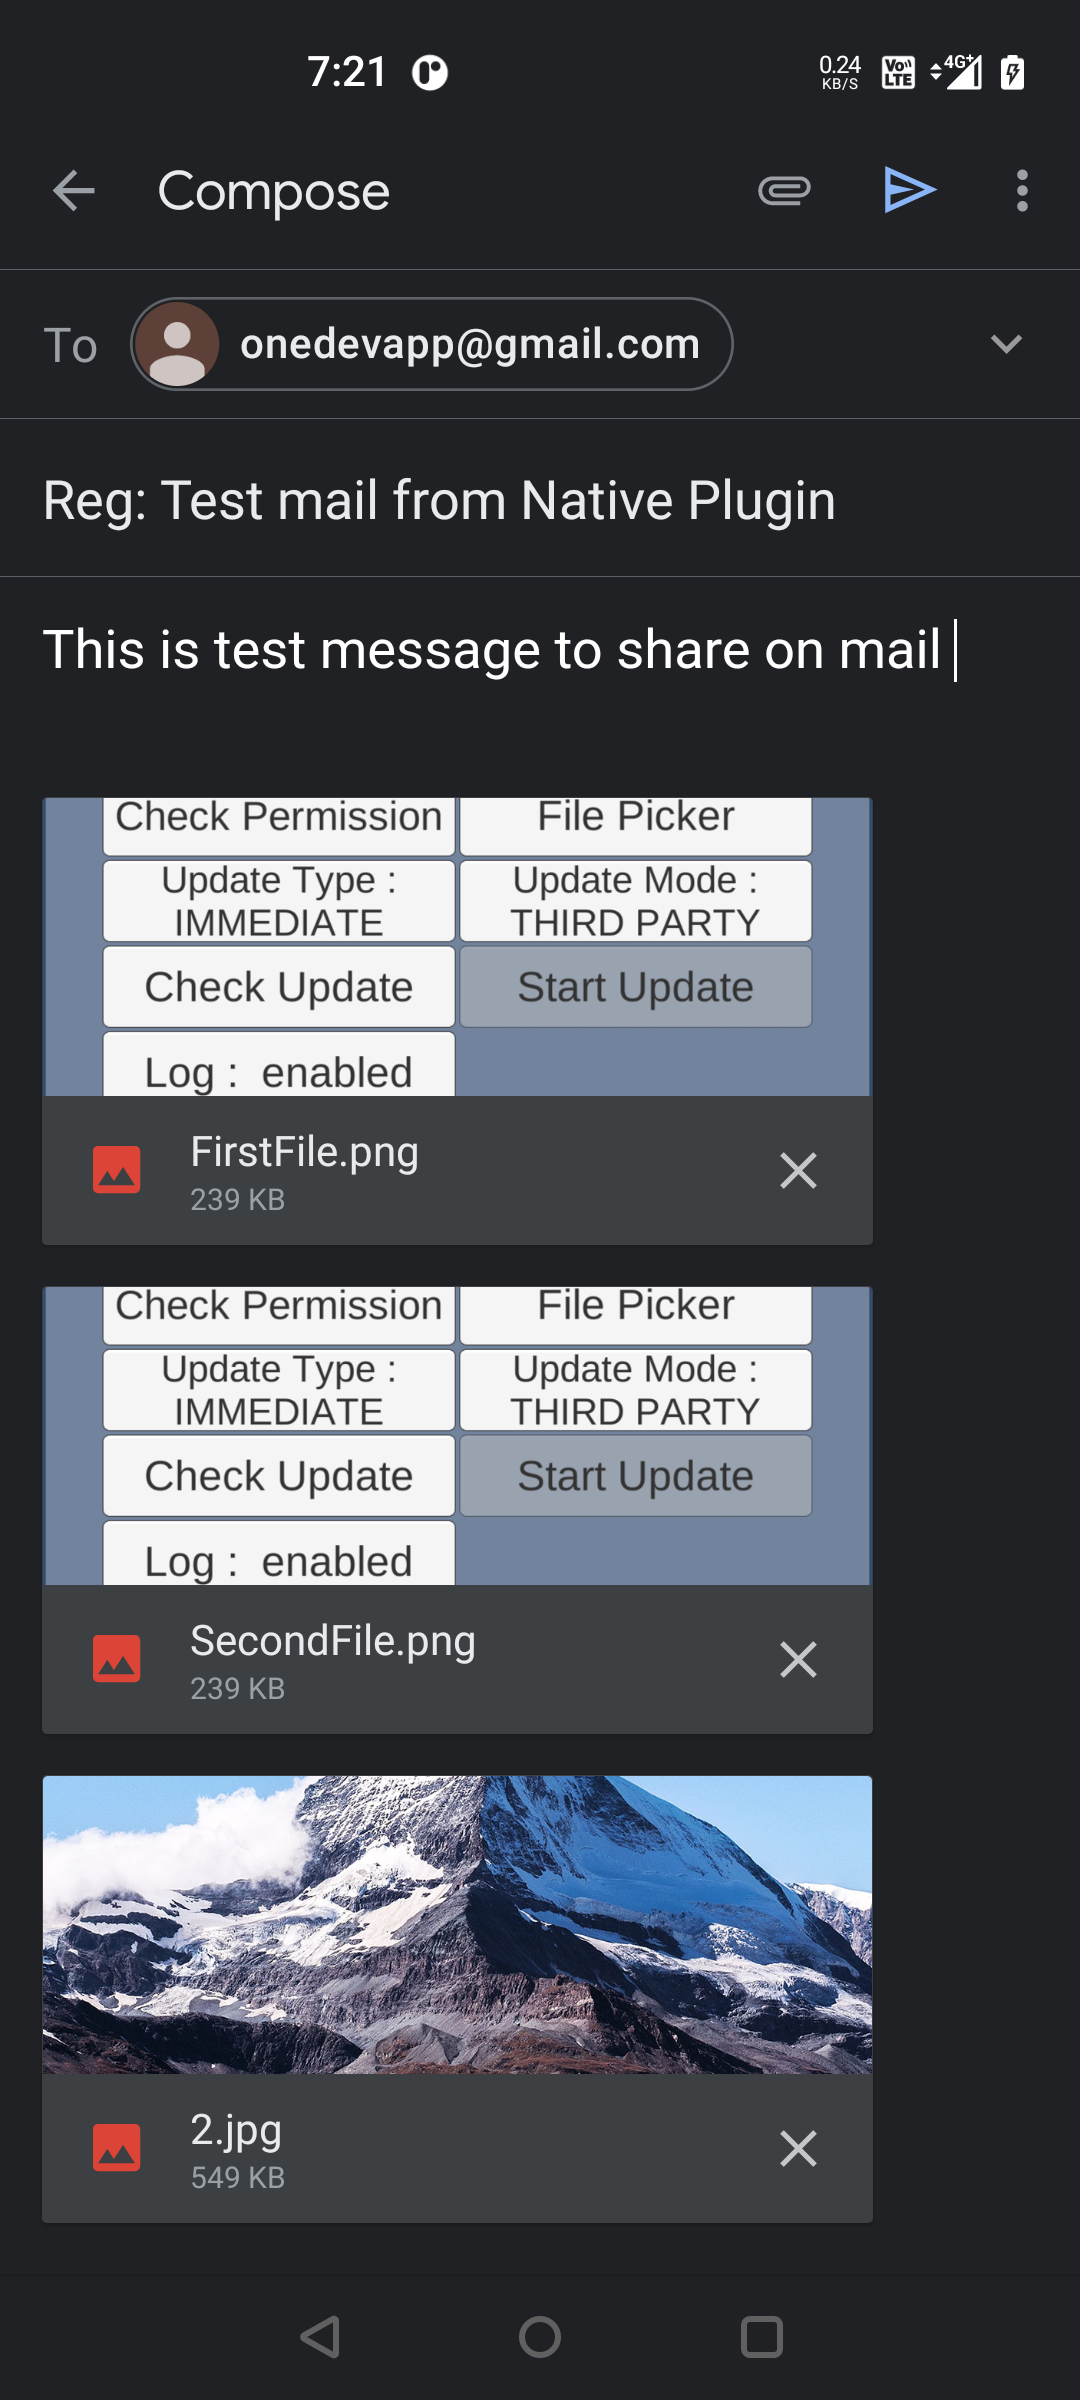 7:21
0.24
KB/S
Vo))
LTE
4G+
Compose
To
onedevapp@gmail.com
Reg: Test mail from Native Plugin
This is test message to share on mail
Check Permission
File Picker
Update Type :
IMMEDIATE
Update Mode :
THIRD PARTY
Check Update
Start Update
Log :  enabled
FirstFile.png
239 KB
Check Permission
File Picker
Update Type :
IMMEDIATE
Update Mode :
THIRD PARTY
Check Update
Start Update
Log :  enabled
SecondFile.png
239 KB
2.jpg
549 KB